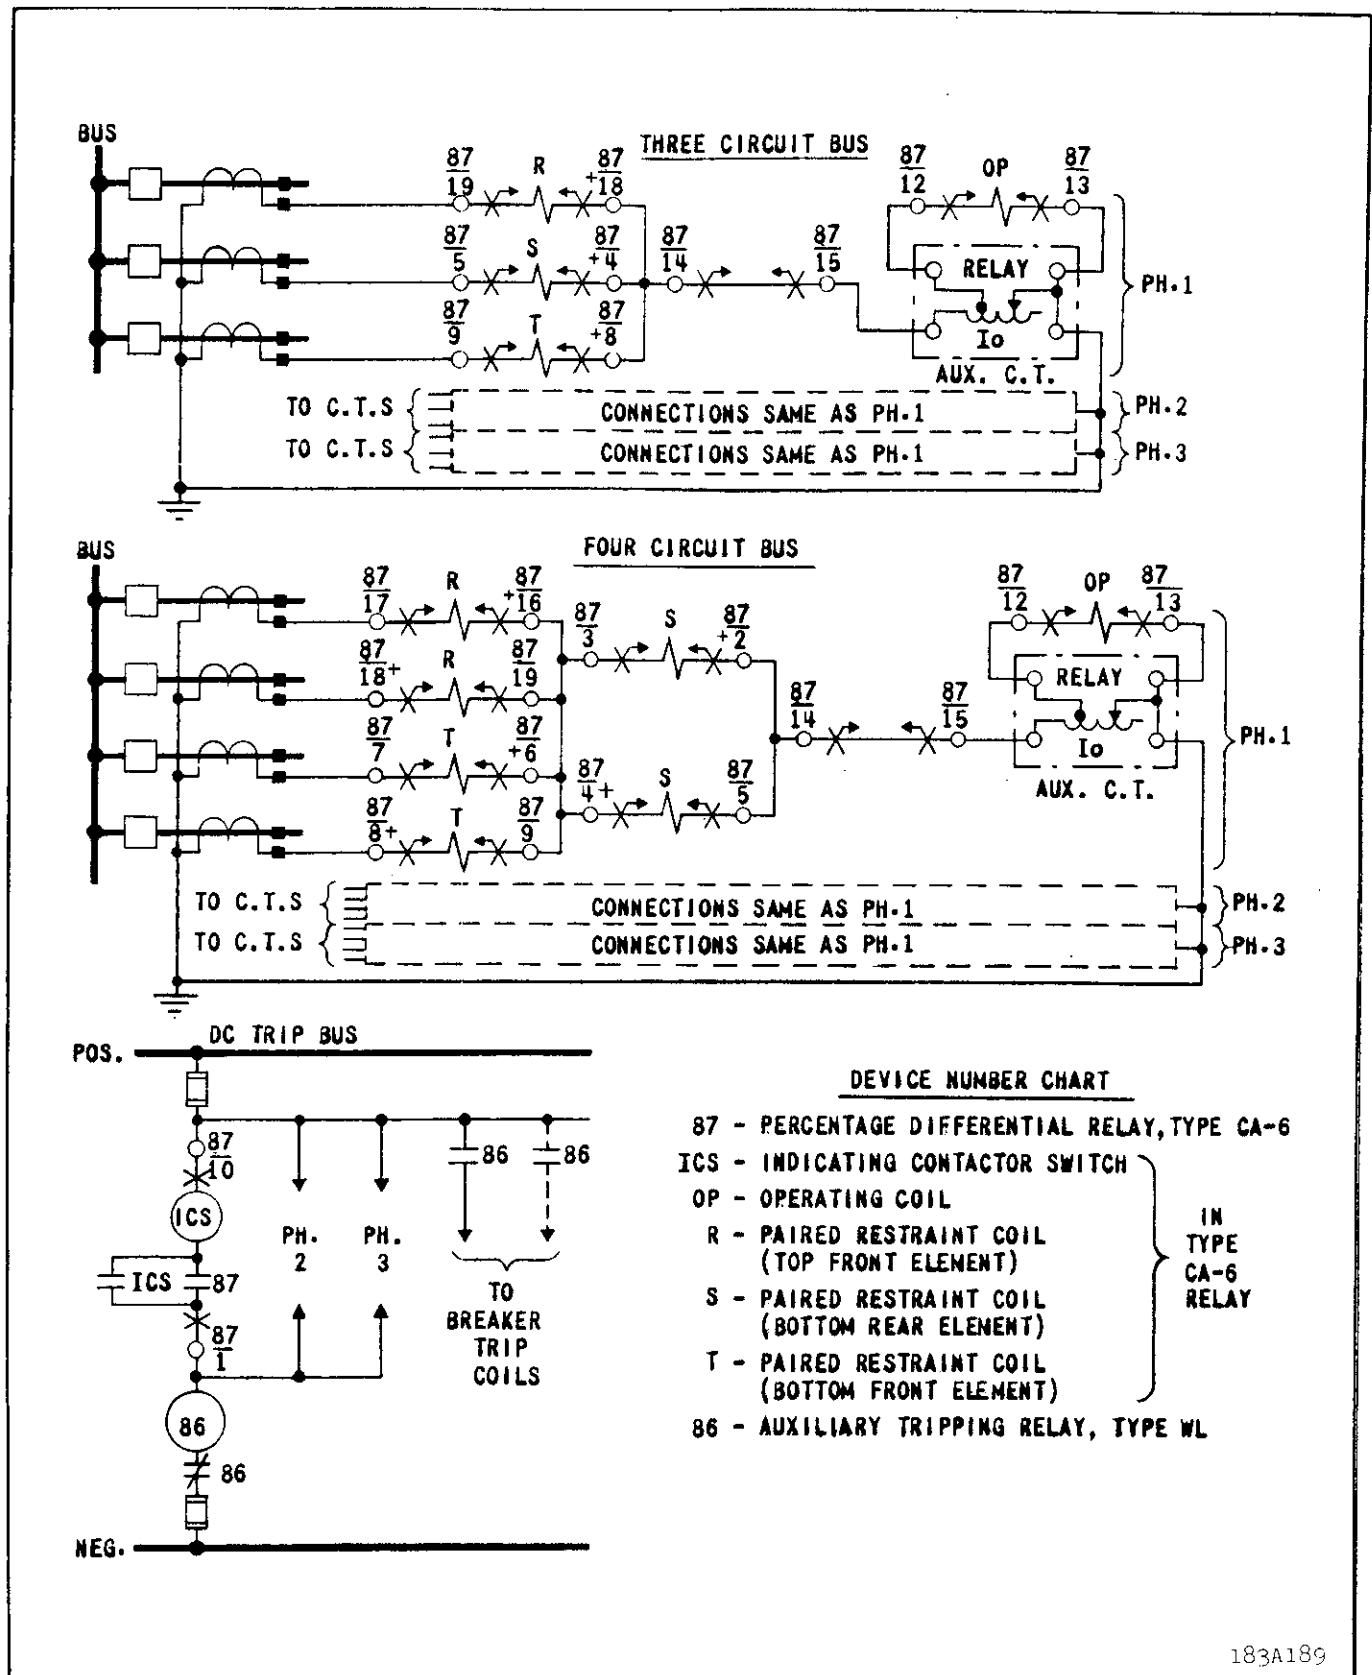 BUS
THREE CIRCUIT BUS
87/19 R +87/18
87/12 OP 87/13
87/5 S 87/+4 87/14 87/15
RELAY
PH.1
87/9 T 87/+8
Io
AUX. C.T.
TO C.T.S CONNECTIONS SAME AS PH.1 PH.2
TO C.T.S CONNECTIONS SAME AS PH.1 PH.3
BUS
FOUR CIRCUIT BUS
87/17 R 87/+16
87/12 OP 87/13
87/3 S 87/+2
87/18+ R 87/19
RELAY
87/14 87/15
87/7 T 87/+6
Io
PH.1
AUX. C.T.
87/4+ S 87/5
87/8+ T 87/9
TO C.T.S CONNECTIONS SAME AS PH.1 PH.2
TO C.T.S CONNECTIONS SAME AS PH.1 PH.3
DC TRIP BUS
POS.
87/10
86 86
ICS
PH. 2
PH. 3
ICS 87
TO
BREAKER
TRIP
COILS
87/1
86
86
NEG.
DEVICE NUMBER CHART
87 - PERCENTAGE DIFFERENTIAL RELAY, TYPE CA-6
ICS - INDICATING CONTACTOR SWITCH
OP - OPERATING COIL
R - PAIRED RESTRAINT COIL
(TOP FRONT ELEMENT)
S - PAIRED RESTRAINT COIL
(BOTTOM REAR ELEMENT)
T - PAIRED RESTRAINT COIL
(BOTTOM FRONT ELEMENT)
IN
TYPE
CA-6
RELAY
86 - AUXILIARY TRIPPING RELAY, TYPE WL
183A189